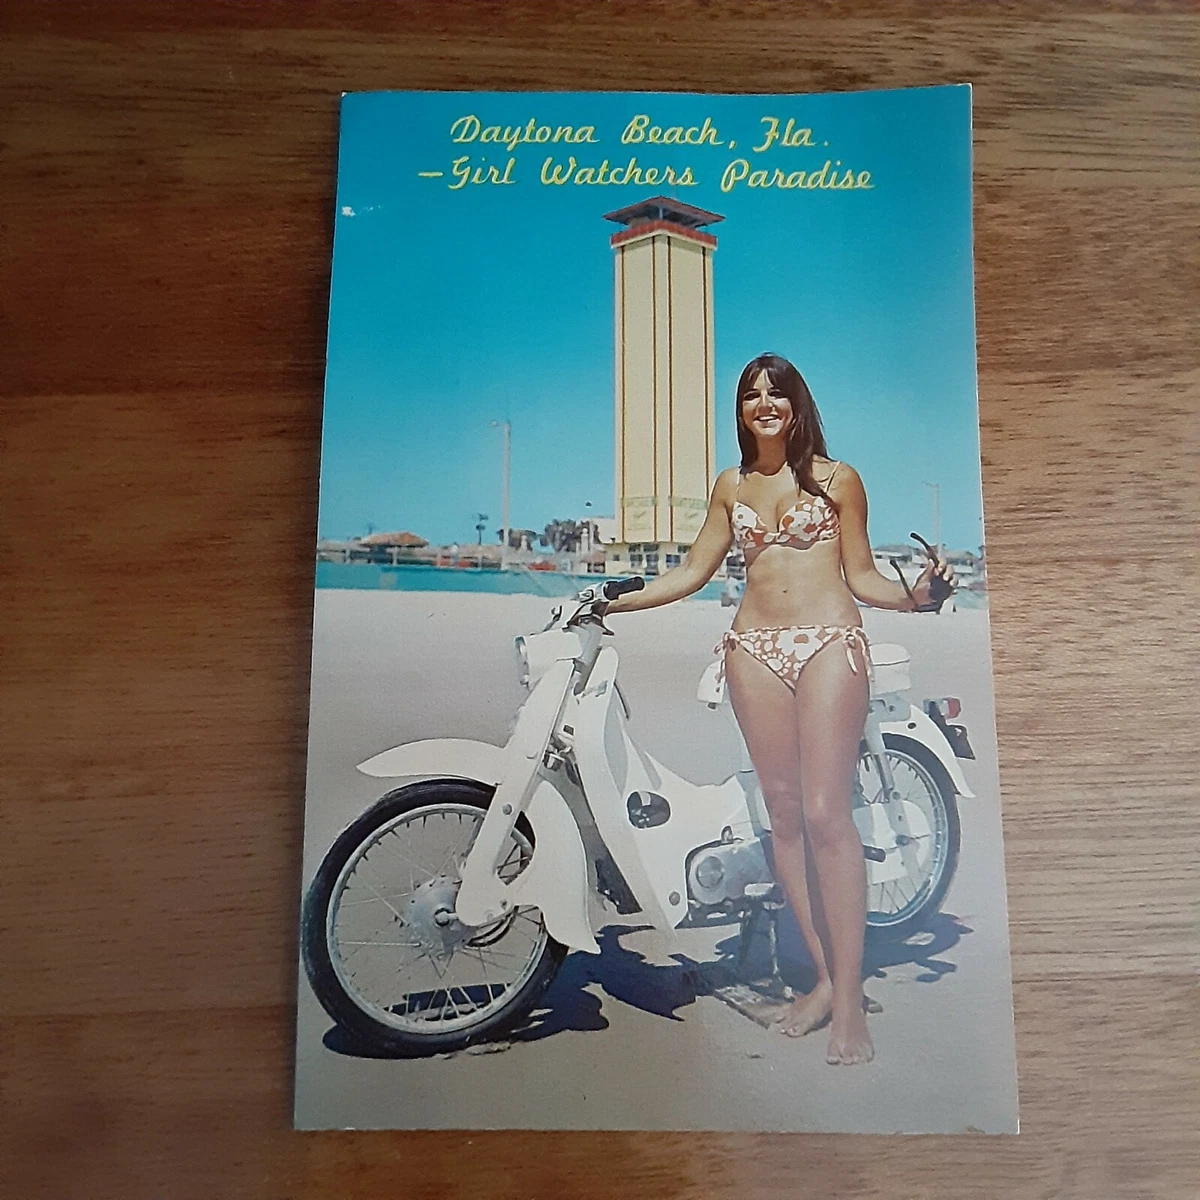 Daytona Beach, Fla.
—Girl Watchers Paradise